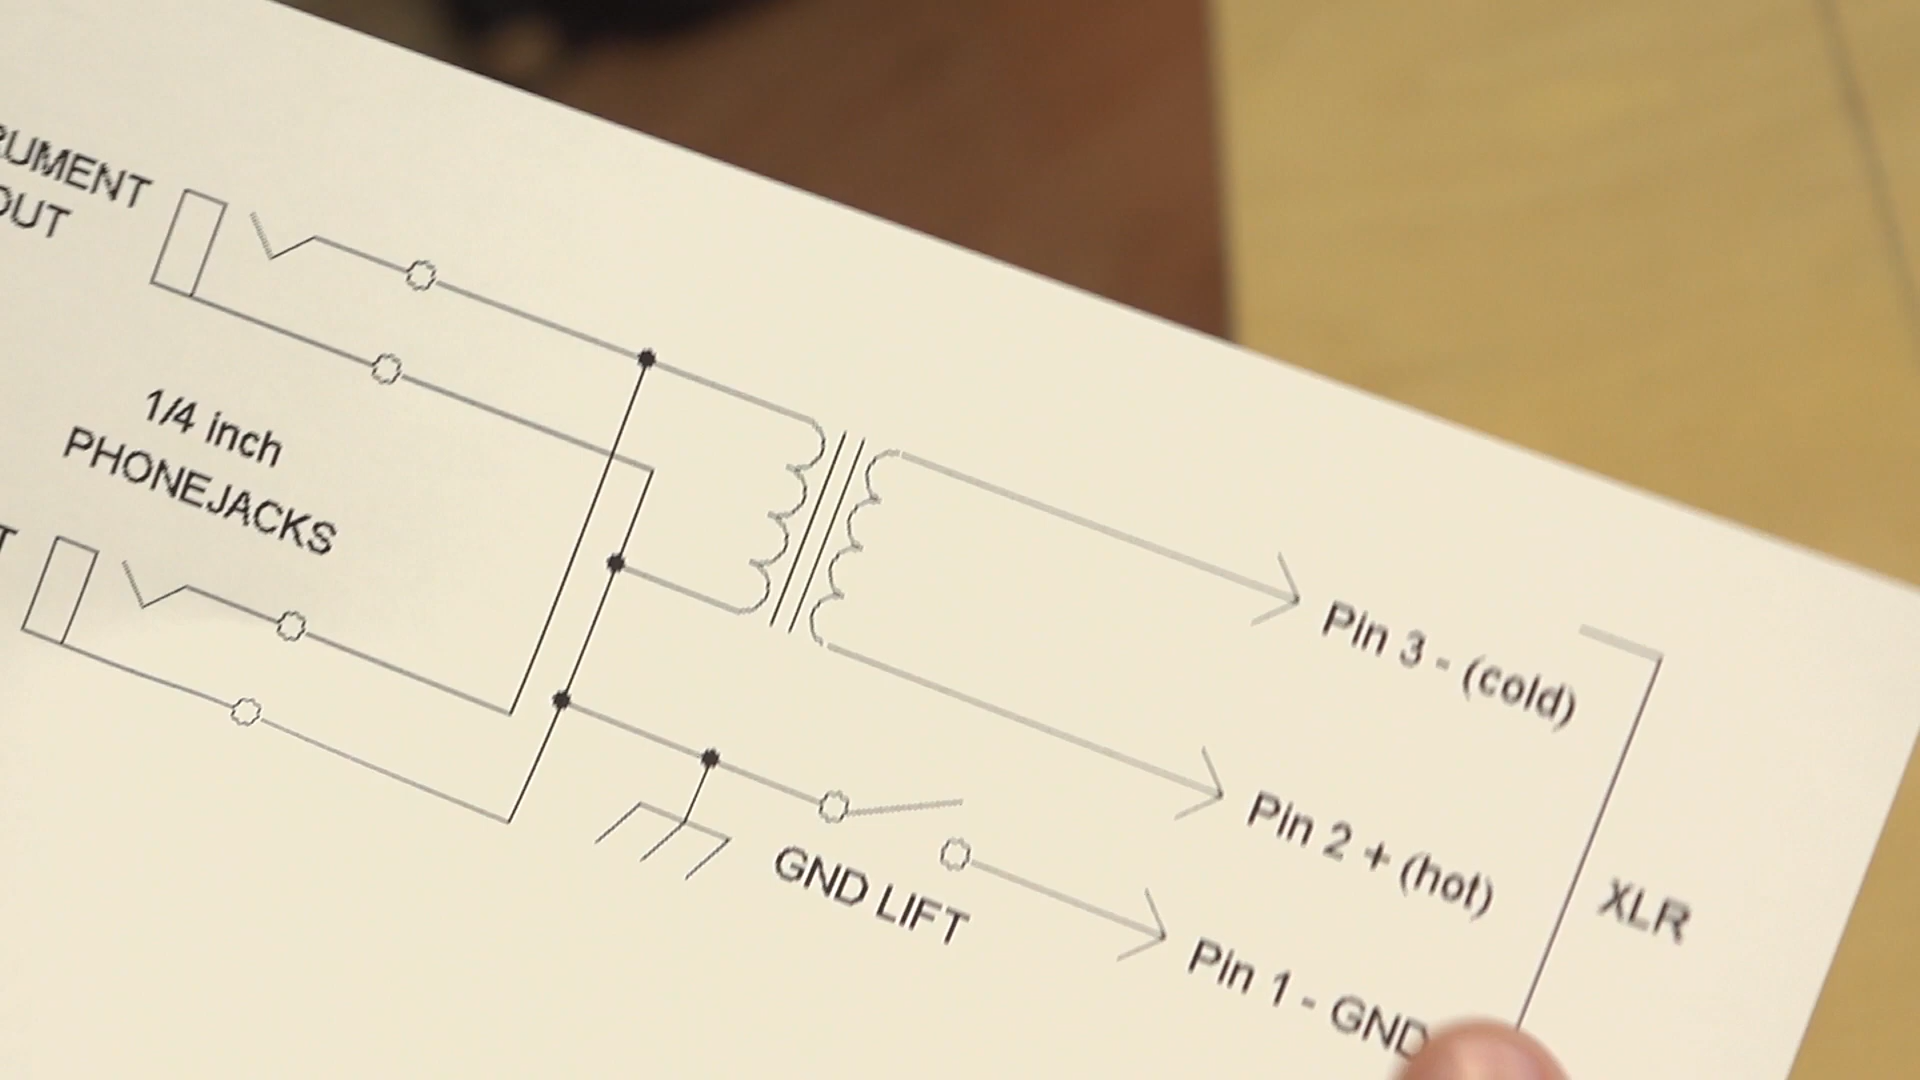 RUMENT
OUT
1/4 inch
PHONEJACKS
T
Pin 3 - (cold)
Pin 2 + (hot)
XLR
GND LIFT
Pin 1 - GND